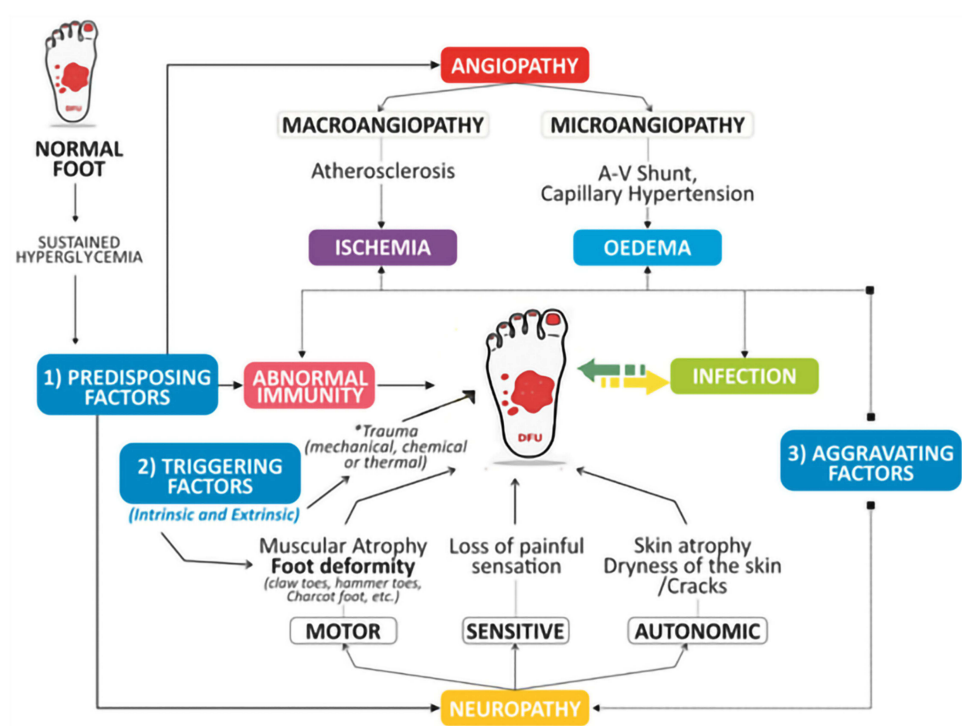 DFU
NORMAL
FOOT
SUSTAINED
HYPERGLYCEMIA
ANGIOPATHY
MACROANGIOPATHY
MICROANGIOPATHY
Atherosclerosis
A-V Shunt,
Capillary Hypertension
ISCHEMIA
OEDEMA
1) PREDISPOSING
FACTORS
ABNORMAL
IMMUNITY
DFU
INFECTION
*Trauma
(mechanical, chemical
or thermal)
2) TRIGGERING
FACTORS
(Intrinsic and Extrinsic)
3) AGGRAVATING
FACTORS
Muscular Atrophy
Foot deformity
(claw toes, hammer toes,
Charcot foot, etc.)
Loss of painful
sensation
Skin atrophy
Dryness of the skin
/Cracks
MOTOR
SENSITIVE
AUTONOMIC
NEUROPATHY